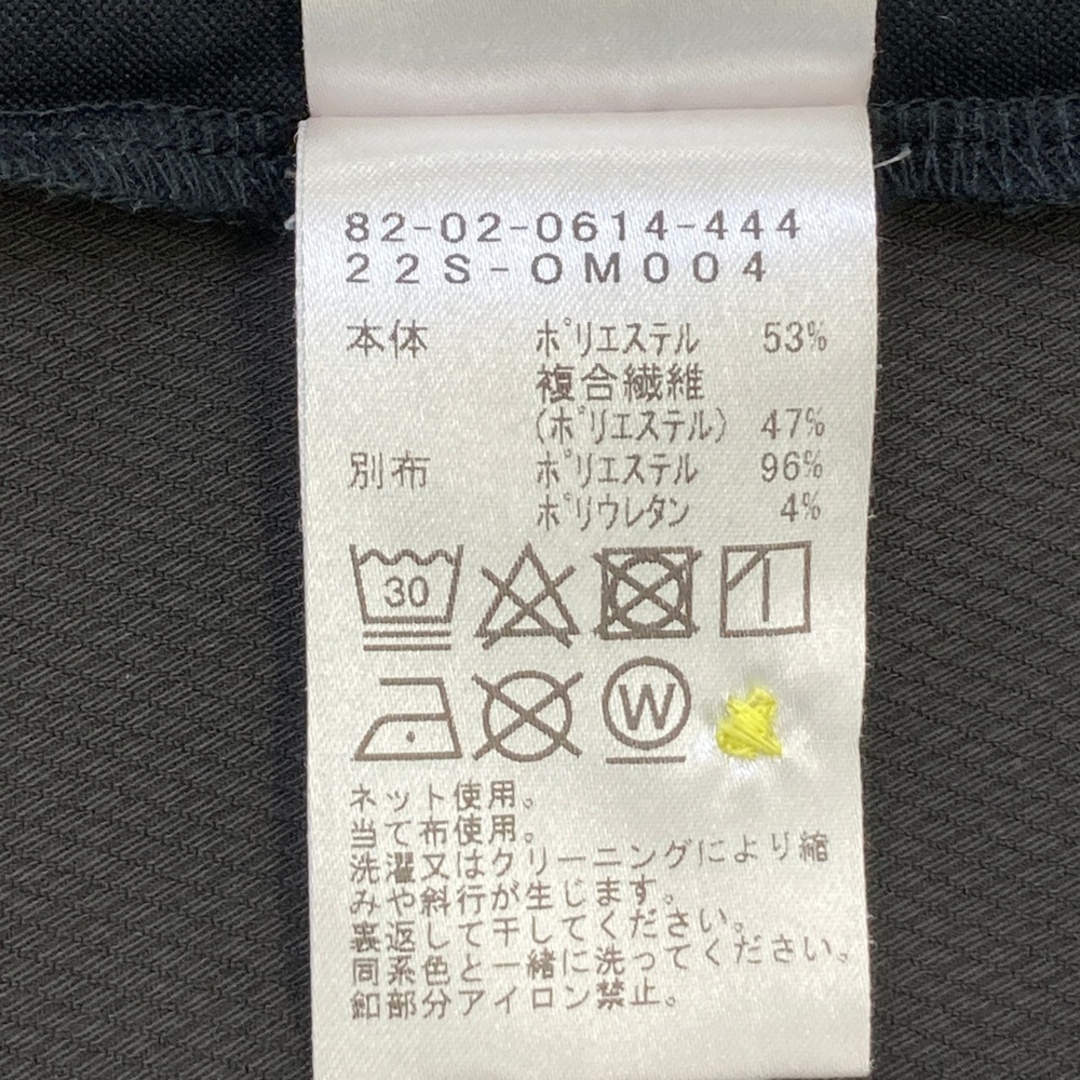 82-02-0614-444
22S-OM004
本体 ポリエステル 53%
複合繊維
(ポリエステル) 47%
別布 ポリエステル 96%
ポリウレタン 4%
30
W
ネット使用。
当て布使用。
洗濯又はクリーニングにより縮
みや斜行が生じます。
裏返して干してください。
同系色と一緒に洗ってください。
釦部分アイロン禁止。